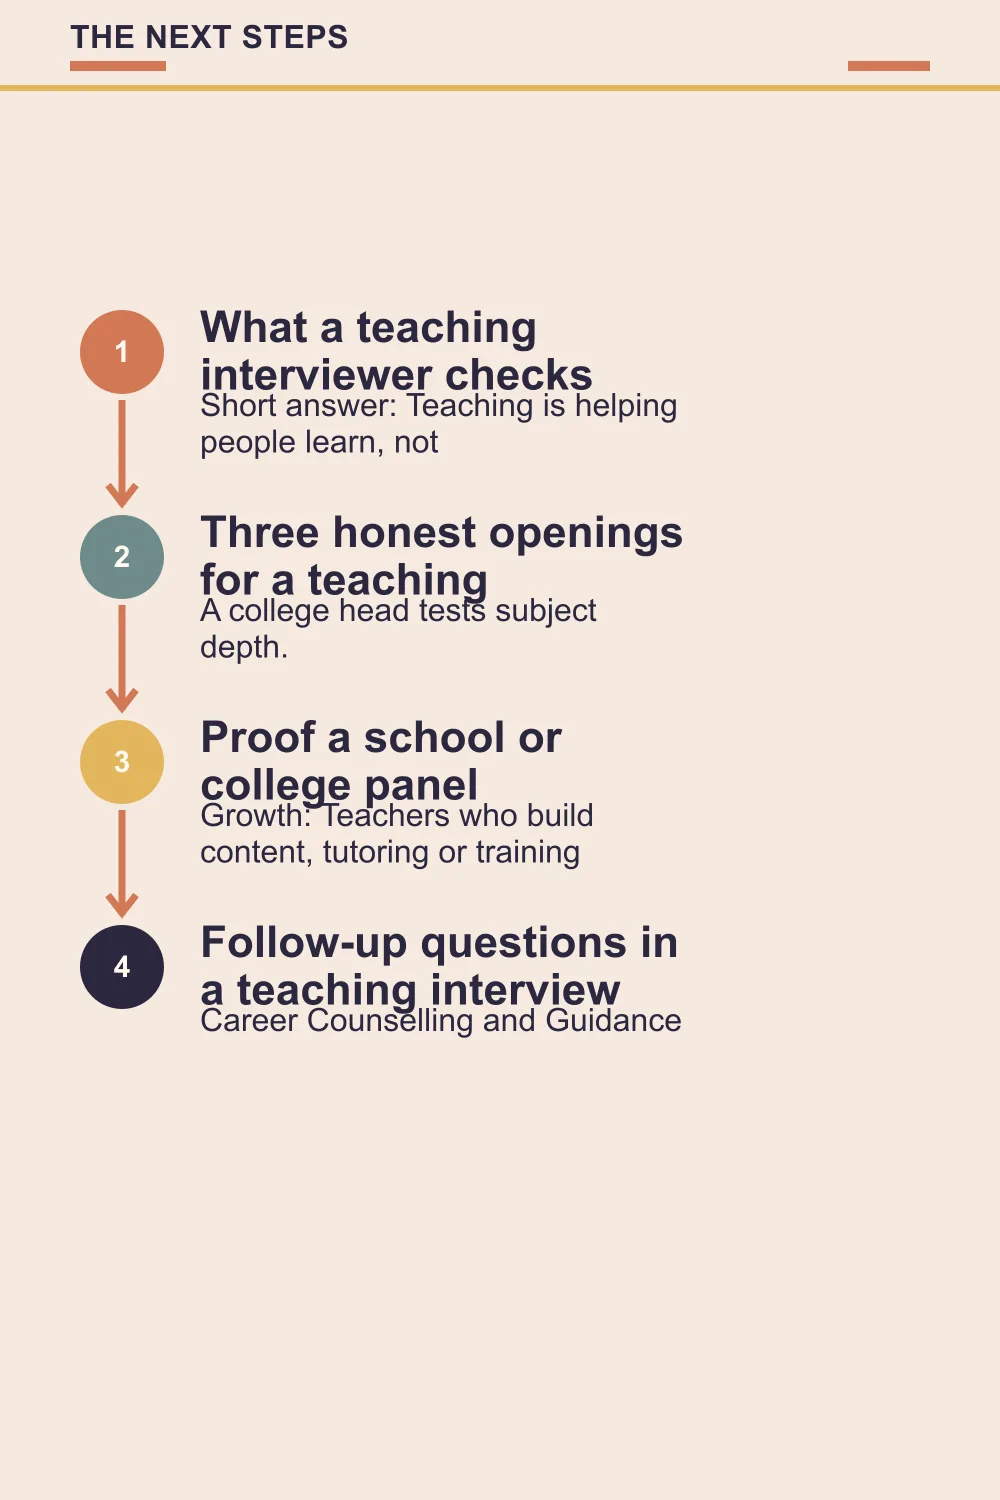 THE NEXT STEPS
1
What a teaching
interviewer checks
Short answer: Teaching is helping
people learn, not
2
Three honest openings
for a teaching
A college head tests subject
depth.
3
Proof a school or
college panel
Growth: Teachers who build
content, tutoring or training
4
Follow-up questions in
a teaching interview
Career Counselling and Guidance